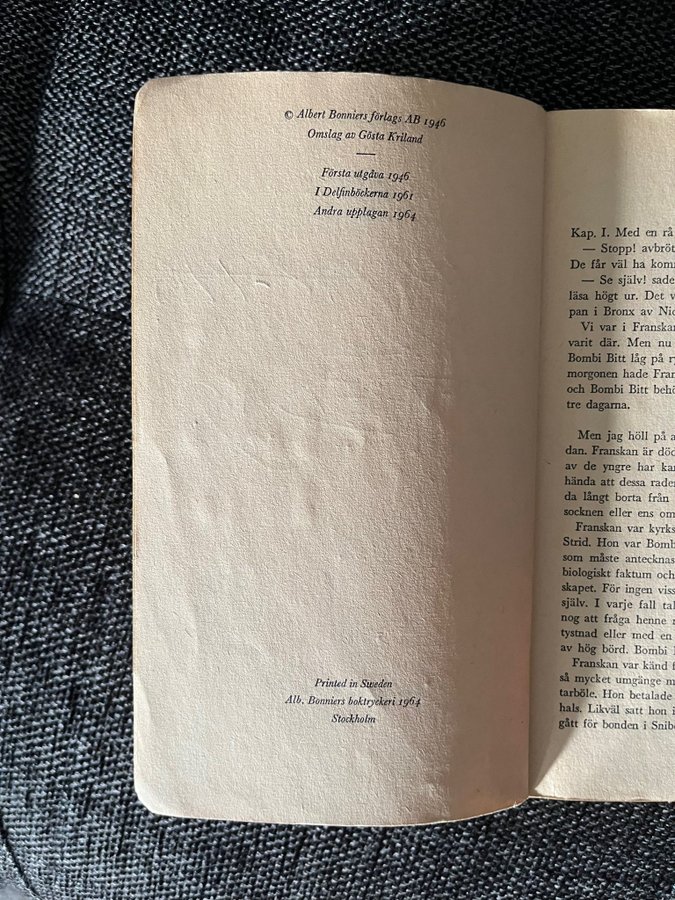 © Albert Bonniers förlags AB 1946
Omslag av Gösta Kriland
Första utgåva 1946
I Delfinböckerna 1961
Andra upplagan 1964
Printed in Sweden
Alb. Bonniers boktryckeri 1964
Stockholm
Kap. I. Med en rå
— Stopp! avbröt
De får väl ha komm
— Se själv! sade
läsa högt ur. Det v
pan i Bronx av Nic
Vi var i Franskan
varit där. Men nu
Bombi Bitt låg på ry
morgonen hade Fran
och Bombi Bitt behö
tre dagarna.
Men jag höll på a
dan. Franskan är död
av de yngre har kan
hända att dessa rader
da långt borta från
socknen eller ens om
Franskan var kyrks
Strid. Hon var Bomb
som måste antecknas
biologiskt faktum och
skapet. För ingen viss
själv. I varje fall tal
nog att fråga henne r
tystnad eller med en
av hög börd. Bombi
Franskan var känd f
så mycket umgänge m
tarböle. Hon betalade
hals. Likväl satt hon i
gått för bonden i Snib